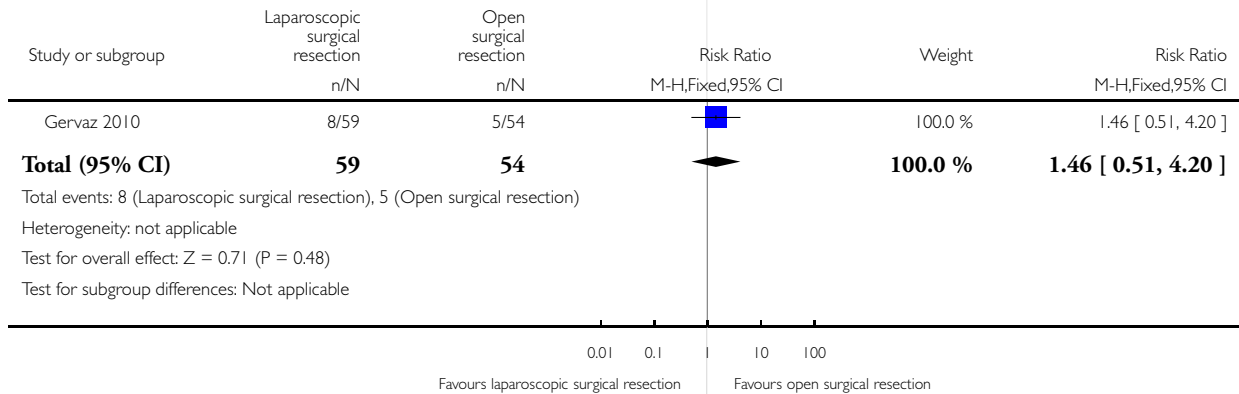 Study or subgroup Laparoscopic surgical resection Open surgical resection Risk Ratio Weight Risk Ratio
n/N n/N M-H,Fixed,95% CI M-H,Fixed,95% CI
Gervaz 2010 8/59 5/54 100.0 % 1.46 [ 0.51, 4.20 ]
Total (95% CI) 59 54 100.0 % 1.46 [ 0.51, 4.20 ]
Total events: 8 (Laparoscopic surgical resection), 5 (Open surgical resection)
Heterogeneity: not applicable
Test for overall effect: Z = 0.71 (P = 0.48)
Test for subgroup differences: Not applicable
0.01 0.1 1 10 100
Favours laparoscopic surgical resection Favours open surgical resection